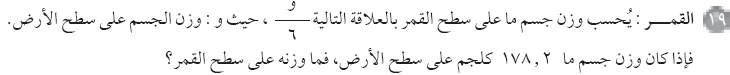 ١٩ القمـــر : يُحسب وزن جسم ما على سطح القمر بالعلاقة التالية و/٦ ، حيث و : وزن الجسم على سطح الأرض.
فإذا كان وزن جسم ما ١٧٨,٢ كلجم على سطح الأرض، فما وزنه على سطح القمر؟